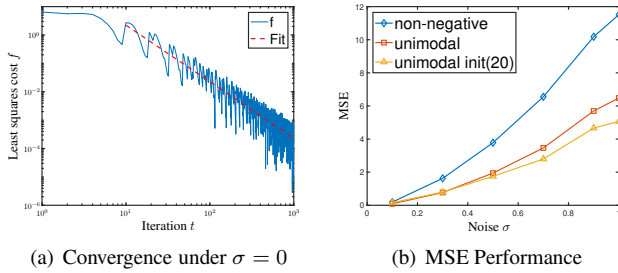 f
Fit
Least squares cost f
10^0
10^-2
10^-4
10^-6
10^0 10^1 10^2 10^3
Iteration t
(a) Convergence under σ = 0
non-negative
unimodal
unimodal init(20)
MSE
12
10
8
6
4
2
0
0 0.2 0.4 0.6 0.8 1
Noise σ
(b) MSE Performance